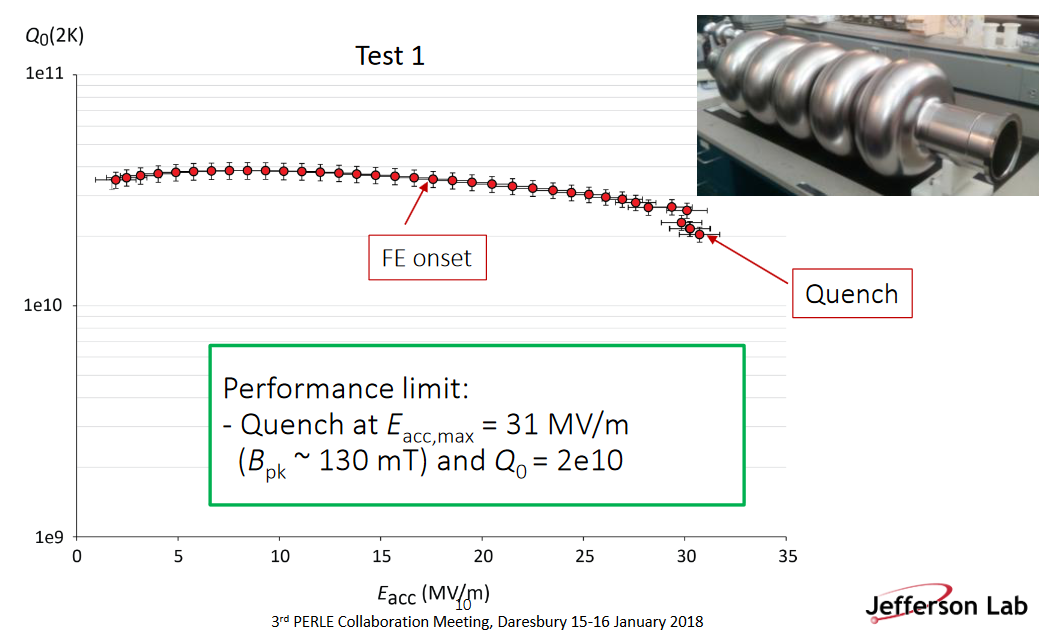 Q0(2K)
Test 1
1e11
FE onset
Quench
1e10
Performance limit:
- Quench at Eacc,max = 31 MV/m
(Bpk ~ 130 mT) and Q0 = 2e10
1e9
0 5 10 15 20 25 30 35
Eacc (MV/m)
10
3rd PERLE Collaboration Meeting, Daresbury 15-16 January 2018
Jefferson Lab